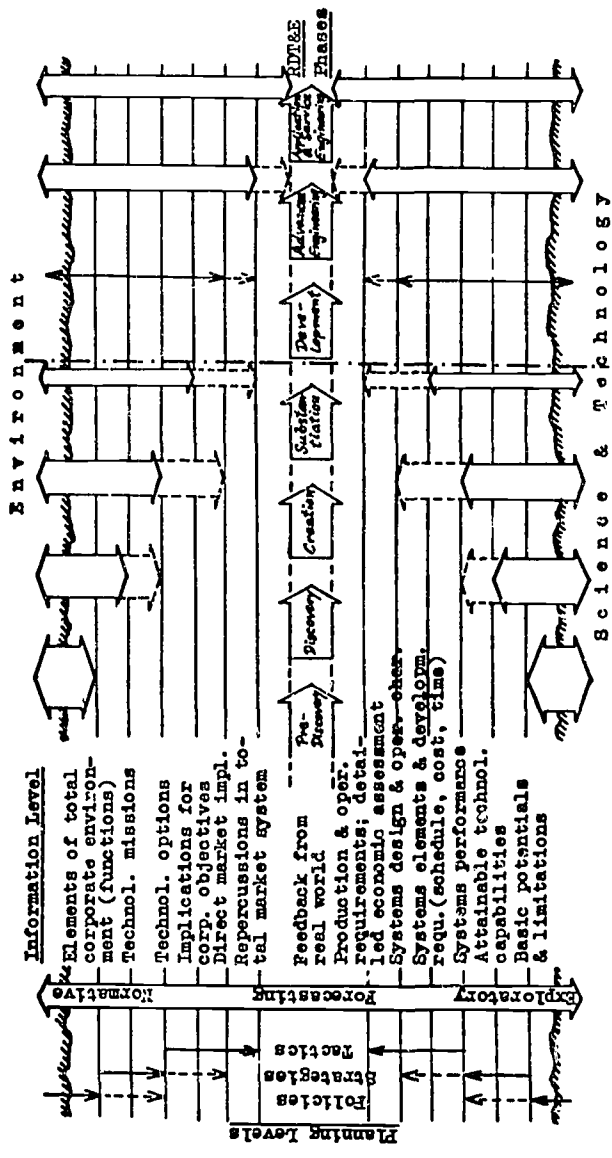 Environment
Information Level
Elements of total
corporate environ-
ment (functions)
Technol. missions
Technol. options
Implications for
corp. objectives
Direct market impl.
Repercussions in to-
tal market system
Feedback from
real world
Production & oper.
requirements; detai-
led economic assessment
Systems design & oper. char.
Systems elements & developm.
requ. (schedule, cost, time)
Systems performance
Attainable technol.
capabilities
Basic potentials
& limitations
Planning Levels
Policies
Strategies
Tactics
Normative
Forecasting
Exploratory
Pre-
Discovery
Discovery
Creation
Substan-
tiation
Deve-
lopment
Advanced
Engineering
Application
& Service
Engineering
RDT&E
Phases
Science & Technology